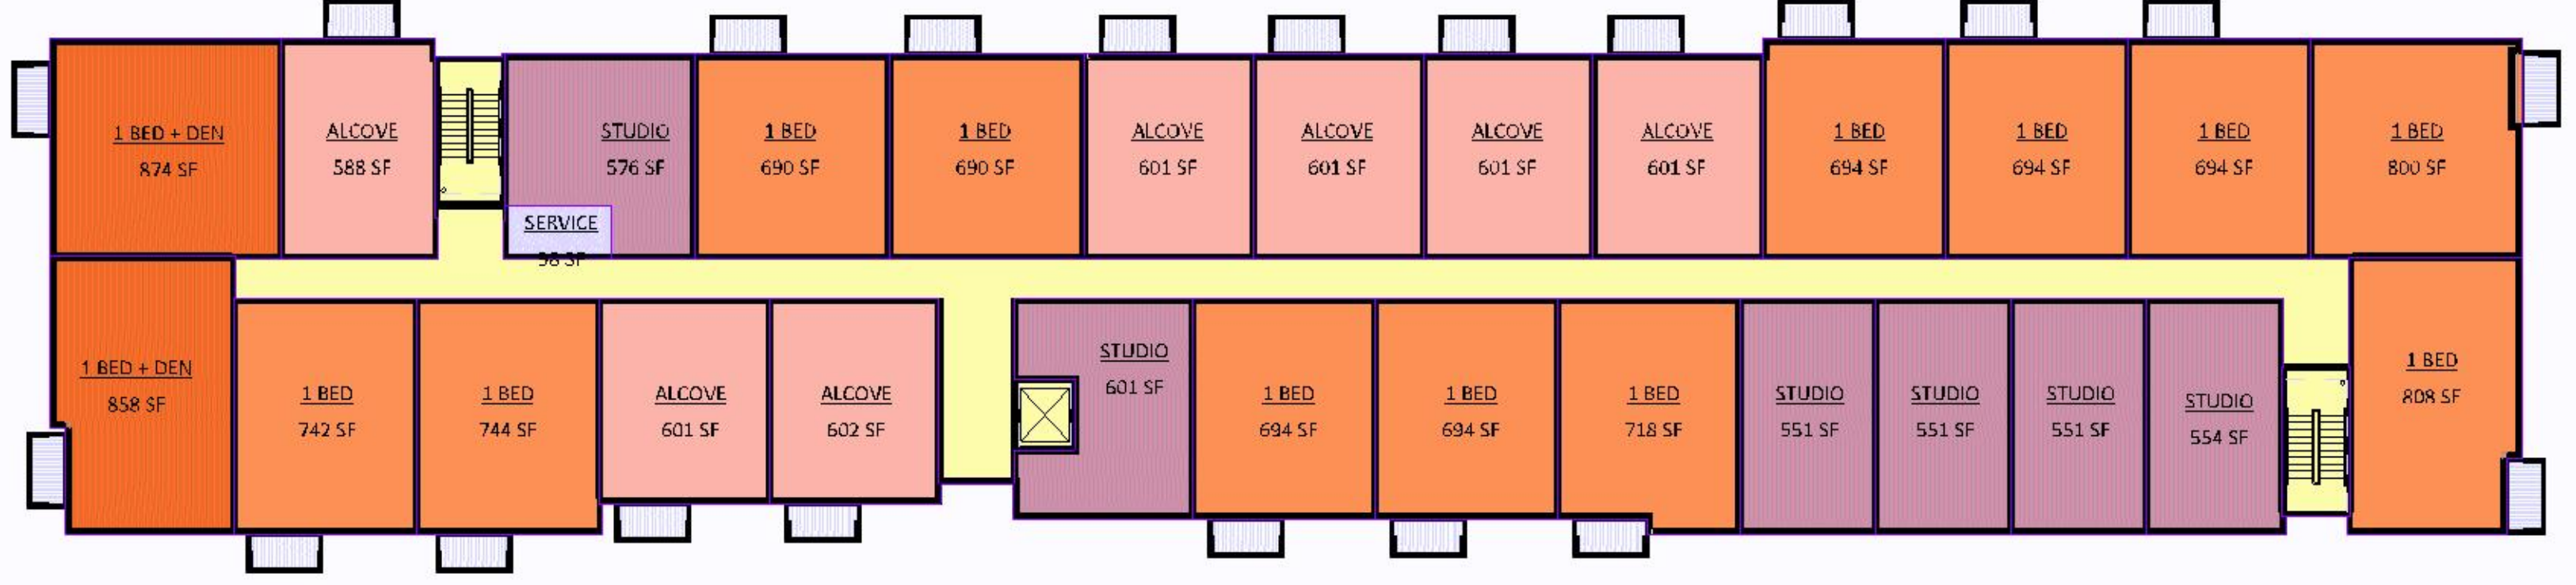 1 BED + DEN
874 SF
ALCOVE
588 SF
STUDIO
576 SF
SERVICE
98 SF
1 BED
690 SF
1 BED
690 SF
ALCOVE
601 SF
ALCOVE
601 SF
ALCOVE
601 SF
ALCOVE
601 SF
1 BED
694 SF
1 BED
694 SF
1 BED
694 SF
1 BED
800 SF
1 BED + DEN
858 SF
1 BED
742 SF
1 BED
744 SF
ALCOVE
601 SF
ALCOVE
602 SF
STUDIO
601 SF
1 BED
694 SF
1 BED
694 SF
1 BED
718 SF
STUDIO
551 SF
STUDIO
551 SF
STUDIO
551 SF
STUDIO
554 SF
1 BED
808 SF